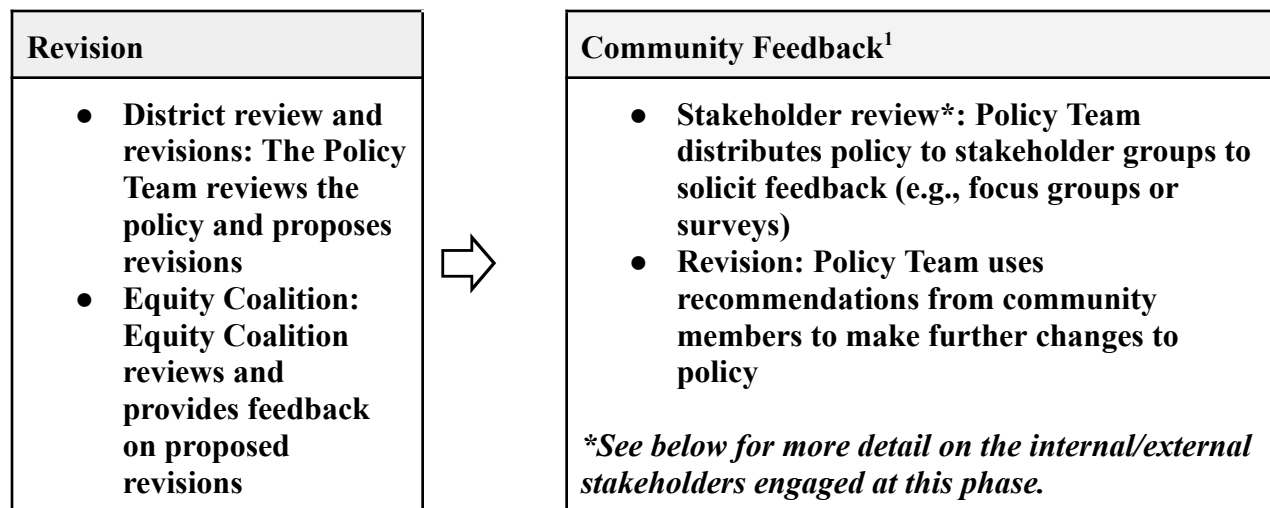 Revision
● District review and
revisions: The Policy
Team reviews the
policy and proposes
revisions
● Equity Coalition:
Equity Coalition
reviews and
provides feedback
on proposed
revisions
Community Feedback¹
● Stakeholder review*: Policy Team
distributes policy to stakeholder groups to
solicit feedback (e.g., focus groups or
surveys)
● Revision: Policy Team uses
recommendations from community
members to make further changes to
policy
*See below for more detail on the internal/external
stakeholders engaged at this phase.